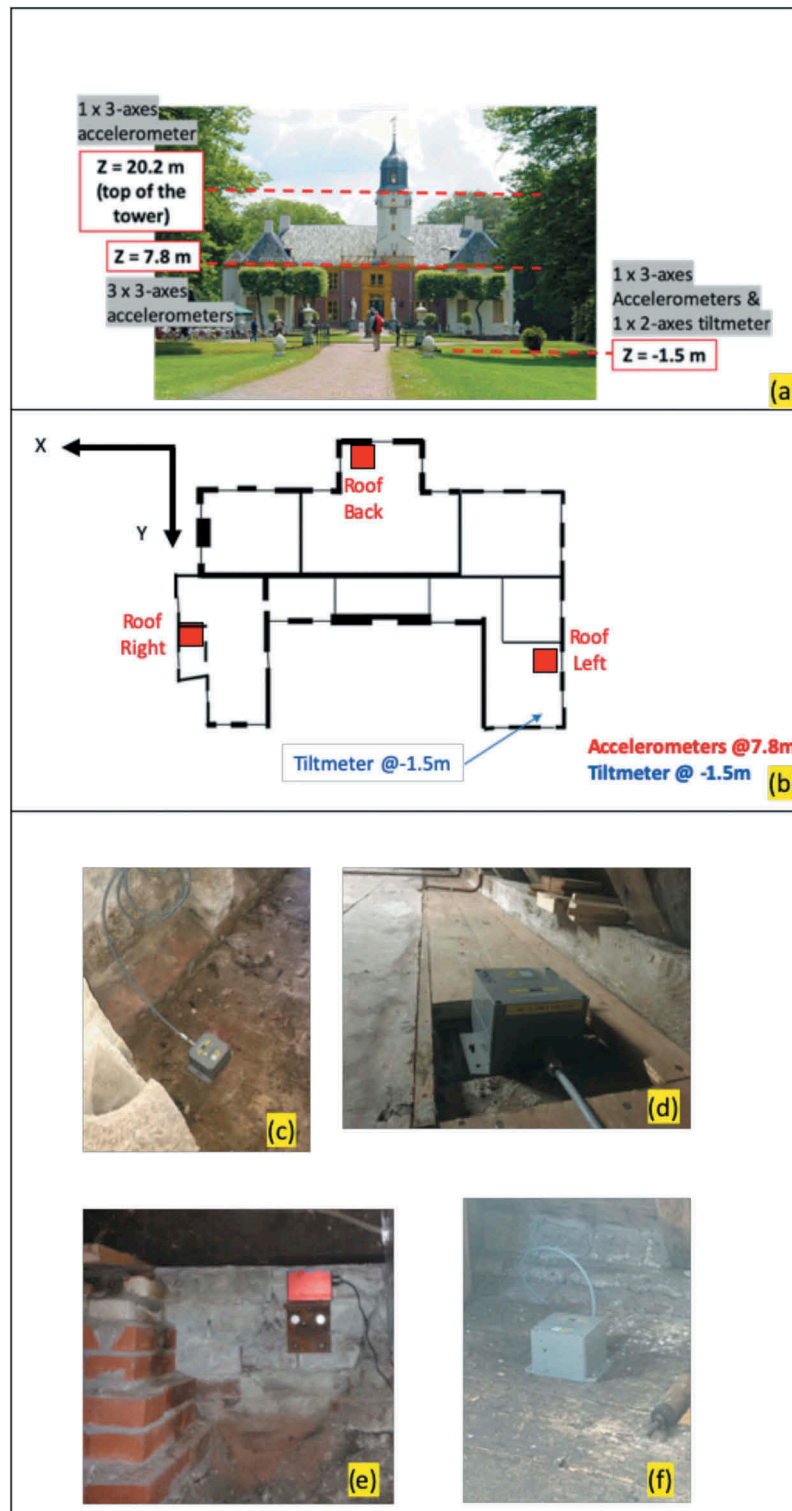 1 x 3-axes
accelerometer
Z = 20.2 m
(top of the
tower)
Z = 7.8 m
3 x 3-axes
accelerometers
1 x 3-axes
Accelerometers &
1 x 2-axes tiltmeter
Z = -1.5 m
(a
X
Y
Roof
Back
Roof
Right
Roof
Left
Tiltmeter @-1.5m
Accelerometers @7.8m
Tiltmeter @ -1.5m
(b)
(c)
(d)
(e)
(f)